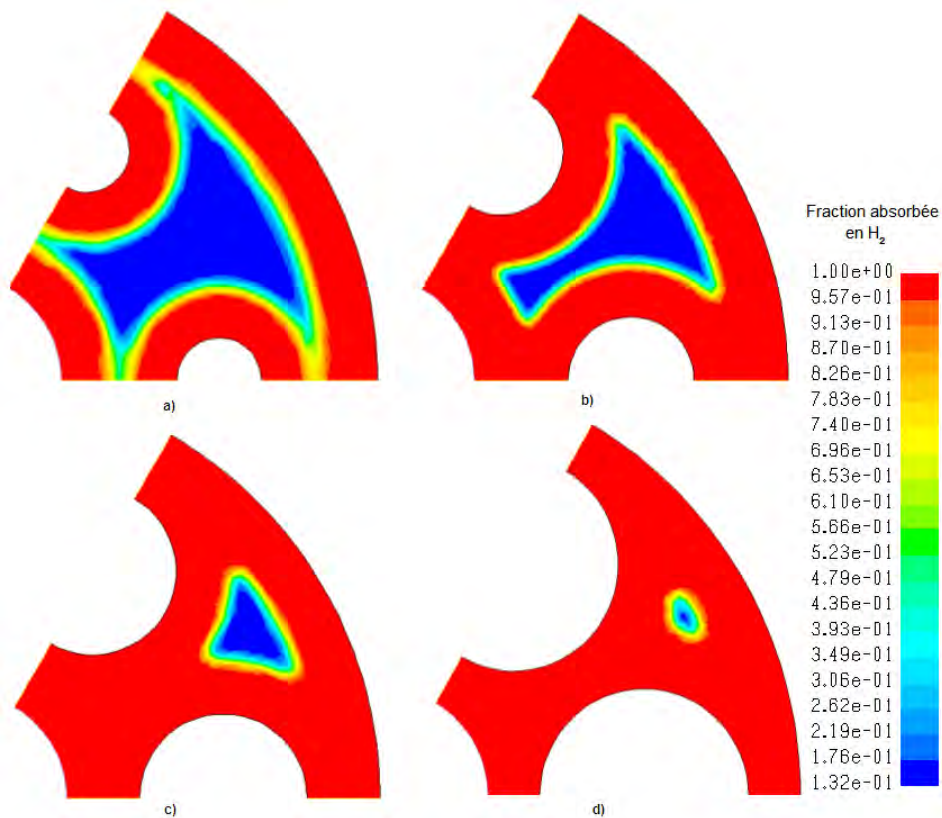 a)
b)
c)
d)
Fraction absorbée
en H₂
1.00e+00
9.57e-01
9.13e-01
8.70e-01
8.26e-01
7.83e-01
7.40e-01
6.96e-01
6.53e-01
6.10e-01
5.66e-01
5.23e-01
4.79e-01
4.36e-01
3.93e-01
3.49e-01
3.06e-01
2.62e-01
2.19e-01
1.76e-01
1.32e-01